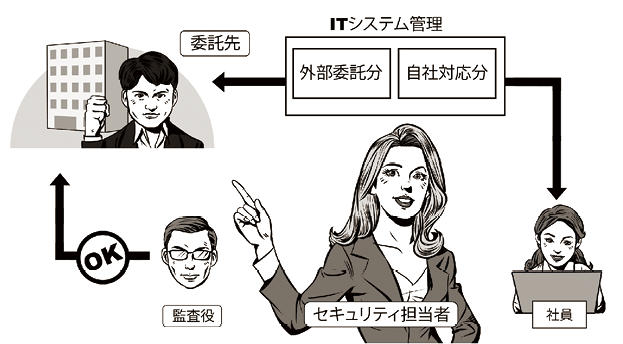 ITシステム管理
委託先
外部委託分
自社対応分
OK
監査役
セキュリティ担当者
社員